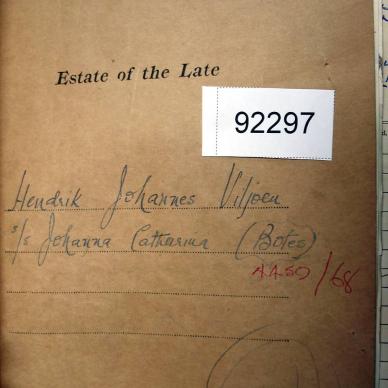 Estate of the Late
92297
Hendrik Johannes Viljoen
s/s Johanna Catharina (Botes)
4450/68